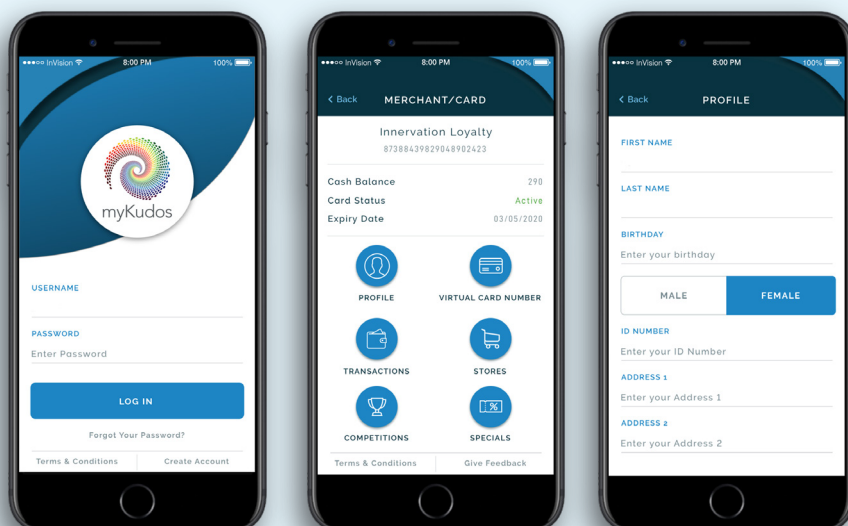 InVision 8:00 PM 100%
myKudos
USERNAME
PASSWORD
Enter Password
LOG IN
Forgot Your Password?
Terms & Conditions Create Account
InVision 8:00 PM 100%
< Back MERCHANT/CARD
Innervation Loyalty
87388439829048902423
Cash Balance 290
Card Status Active
Expiry Date 03/05/2020
PROFILE VIRTUAL CARD NUMBER
TRANSACTIONS STORES
%
COMPETITIONS SPECIALS
Terms & Conditions Give Feedback
InVision 8:00 PM 100%
< Back PROFILE
FIRST NAME
LAST NAME
BIRTHDAY
Enter your birthday
MALE FEMALE
ID NUMBER
Enter your ID Number
ADDRESS 1
Enter your Address 1
ADDRESS 2
Enter your Address 2